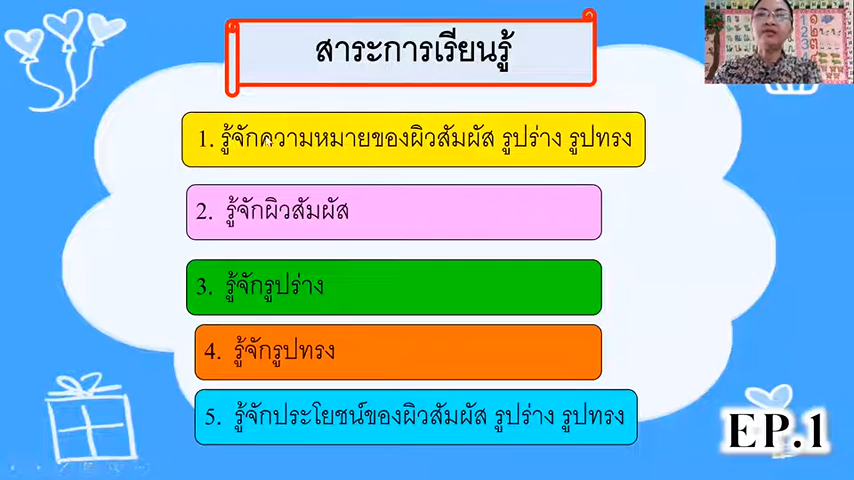 สาระการเรียนรู้
1. รู้จักความหมายของผิวสัมผัส รูปร่าง รูปทรง
2. รู้จักผิวสัมผัส
3. รู้จักรูปร่าง
4. รู้จักรูปทรง
5. รู้จักประโยชน์ของผิวสัมผัส รูปร่าง รูปทรง
EP.1